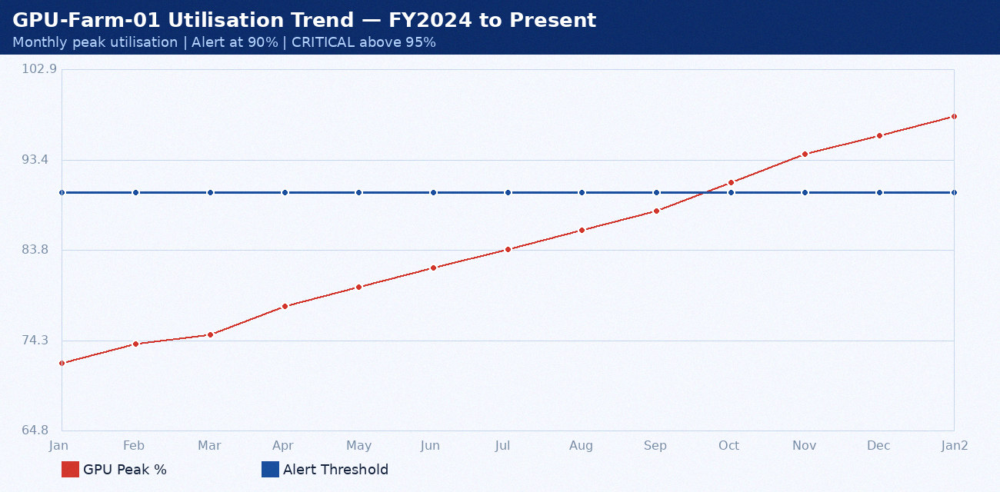 GPU-Farm-01 Utilisation Trend — FY2024 to Present
Monthly peak utilisation | Alert at 90% | CRITICAL above 95%
102.9
93.4
83.8
74.3
64.8
Jan Feb Mar Apr May Jun Jul Aug Sep Oct Nov Dec Jan2
GPU Peak % Alert Threshold